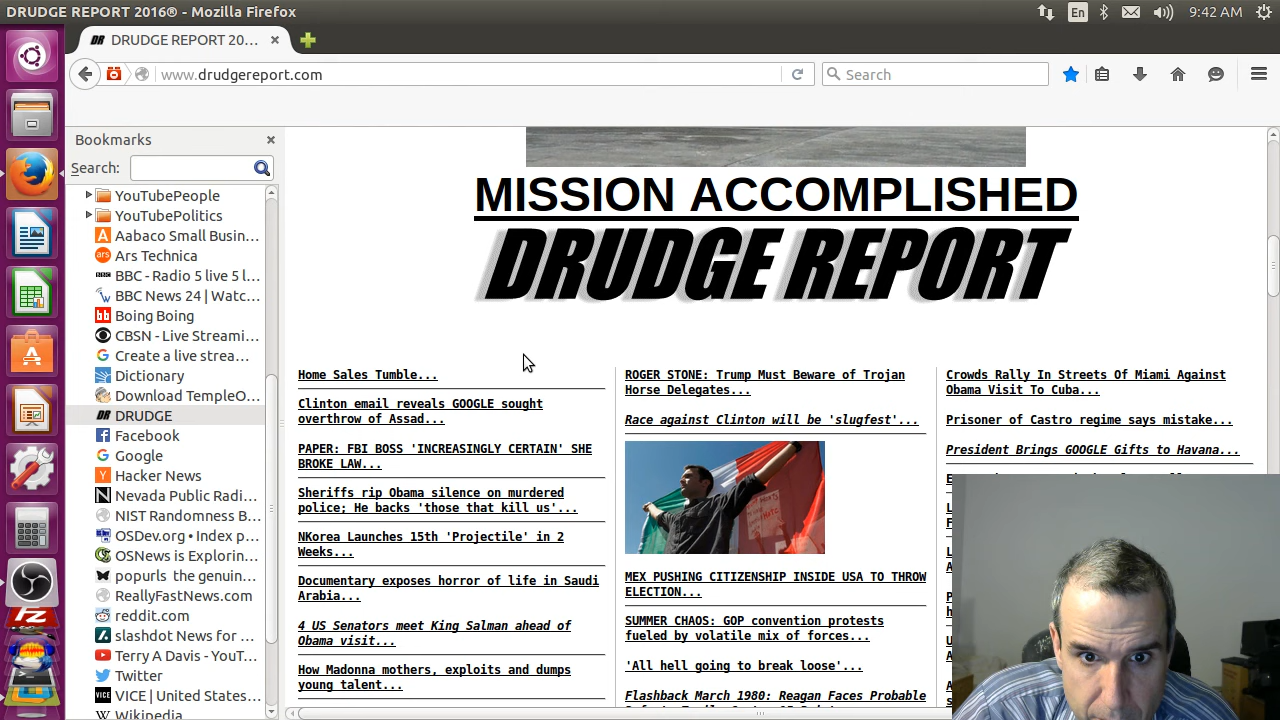 DRUDGE REPORT 2016® - Mozilla Firefox
En
9:42 AM
DR DRUDGE REPORT 20...
www.drudgereport.com
Search
Bookmarks
Search:
YouTubePeople
YouTubePolitics
Aabaco Small Busin...
Ars Technica
BBC - Radio 5 live 5 l...
BBC News 24 | Watc...
Boing Boing
CBSN - Live Streami...
Create a live strea...
Dictionary
Download TempleO...
DR DRUDGE
Facebook
Google
Hacker News
Nevada Public Radi...
NIST Randomness B...
OSDev.org • Index p...
OSNews is Explorin...
popurls the genuin...
ReallyFastNews.com
reddit.com
slashdot News for ...
Terry A Davis - YouT...
Twitter
VICE | United States...
Wikipedia
MISSION ACCOMPLISHED
DRUDGE REPORT
Home Sales Tumble...
Clinton email reveals GOOGLE sought
overthrow of Assad...
PAPER: FBI BOSS 'INCREASINGLY CERTAIN' SHE
BROKE LAW...
Sheriffs rip Obama silence on murdered
police; He backs 'those that kill us'...
NKorea Launches 15th 'Projectile' in 2
Weeks...
Documentary exposes horror of life in Saudi
Arabia...
4 US Senators meet King Salman ahead of
Obama visit...
How Madonna mothers, exploits and dumps
young talent...
ROGER STONE: Trump Must Beware of Trojan
Horse Delegates...
Race against Clinton will be 'slugfest'...
MEX PUSHING CITIZENSHIP INSIDE USA TO THROW
ELECTION...
SUMMER CHAOS: GOP convention protests
fueled by volatile mix of forces...
'All hell going to break loose'...
Flashback March 1980: Reagan Faces Probable
Crowds Rally In Streets Of Miami Against
Obama Visit To Cuba...
Prisoner of Castro regime says mistake...
President Brings GOOGLE Gifts to Havana...